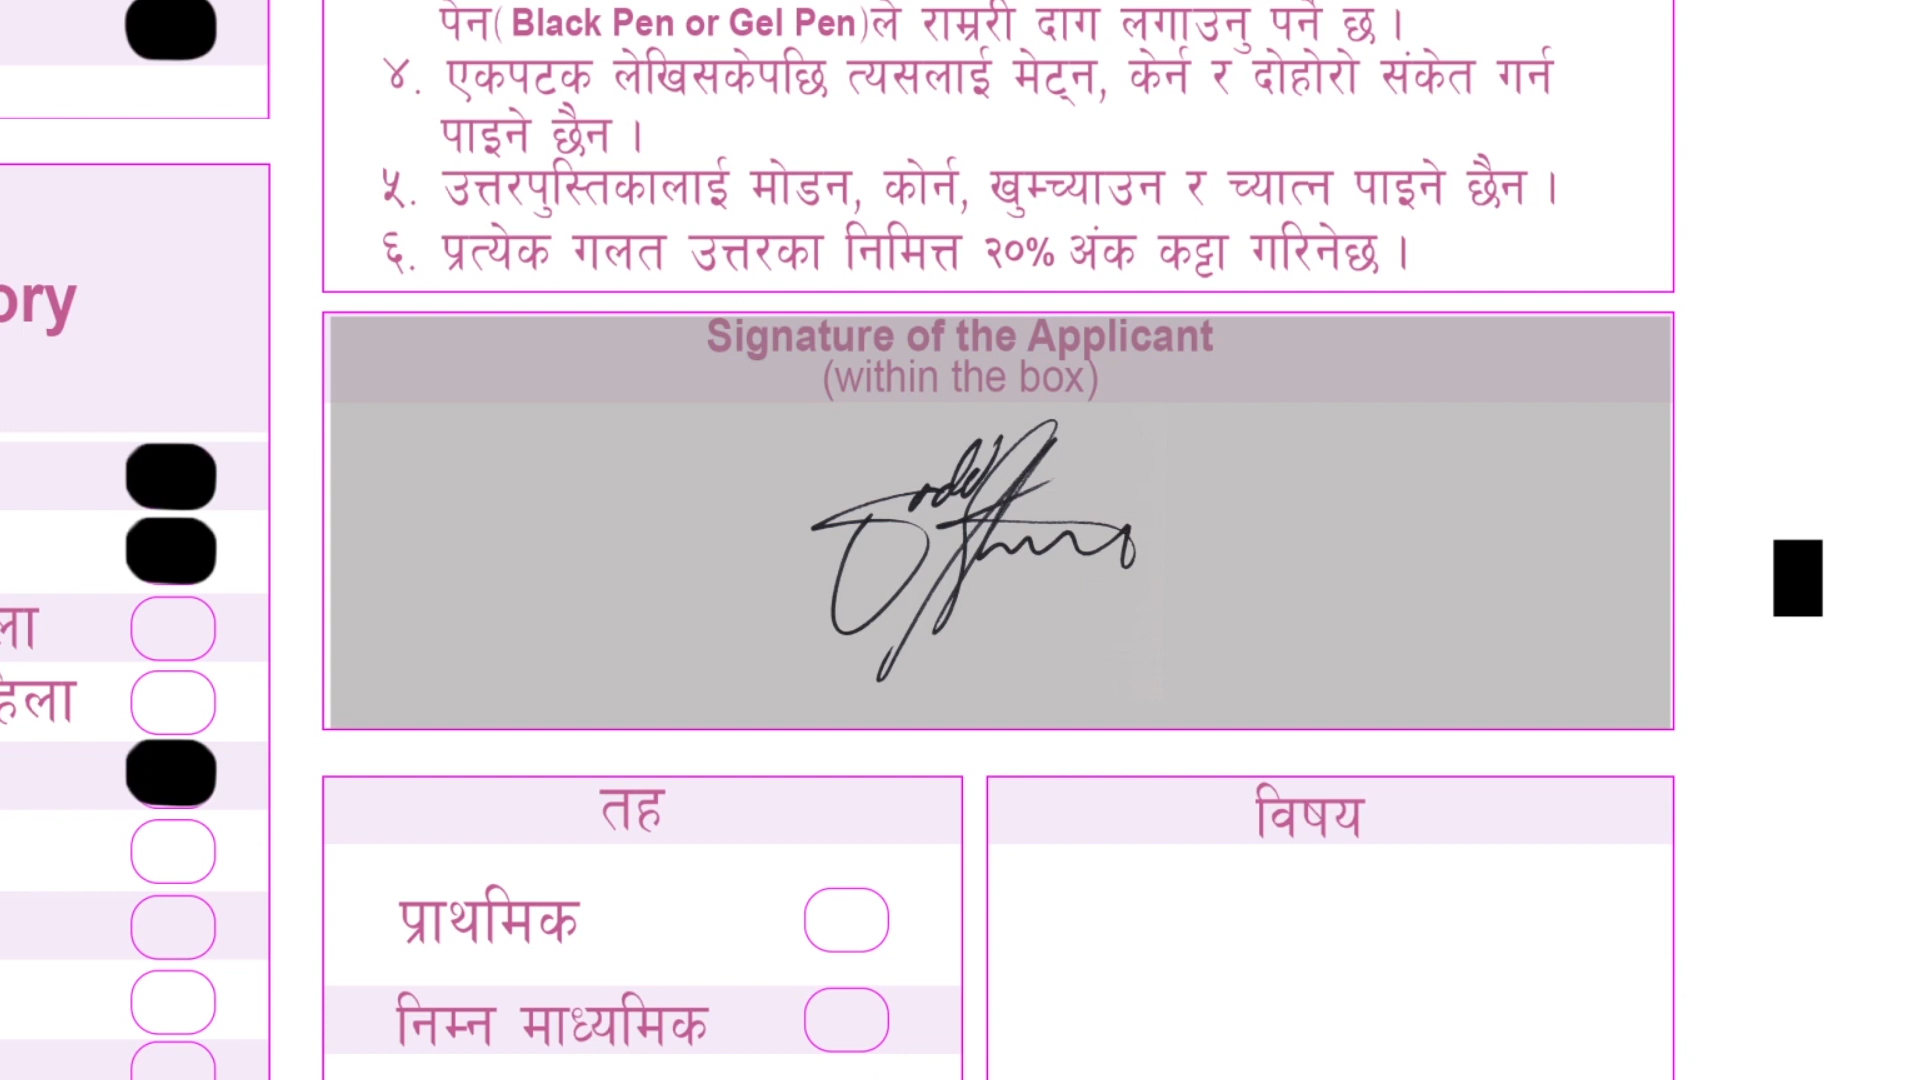 पेन(Black Pen or Gel Pen)ले राम्ररी दाग लगाउनु पर्ने छ ।
४. एकपटक लेखिसकेपछि त्यसलाई मेट्न, केर्न र दोहोरो संकेत गर्न
पाइने छैन ।
५. उत्तरपुस्तिकालाई मोडन, कोर्न, खुम्च्याउन र च्यात्न पाइने छैन ।
६. प्रत्येक गलत उत्तरका निमित्त २०% अंक कट्टा गरिनेछ ।
ory
Signature of the Applicant
(within the box)
ला
हिला
तह
विषय
प्राथमिक
निम्न माध्यमिक